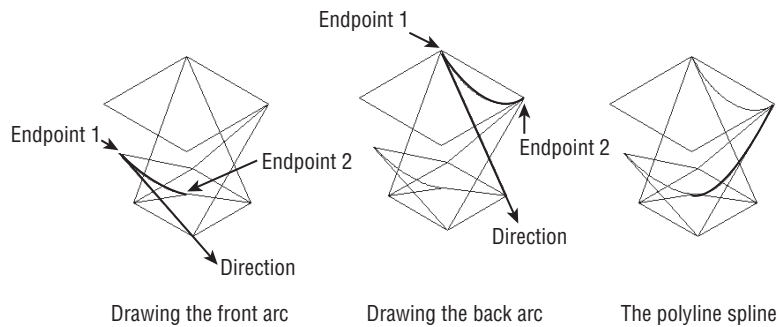 Endpoint 1
Endpoint 2
Direction
Drawing the front arc
Endpoint 1
Endpoint 2
Direction
Drawing the back arc
The polyline spline